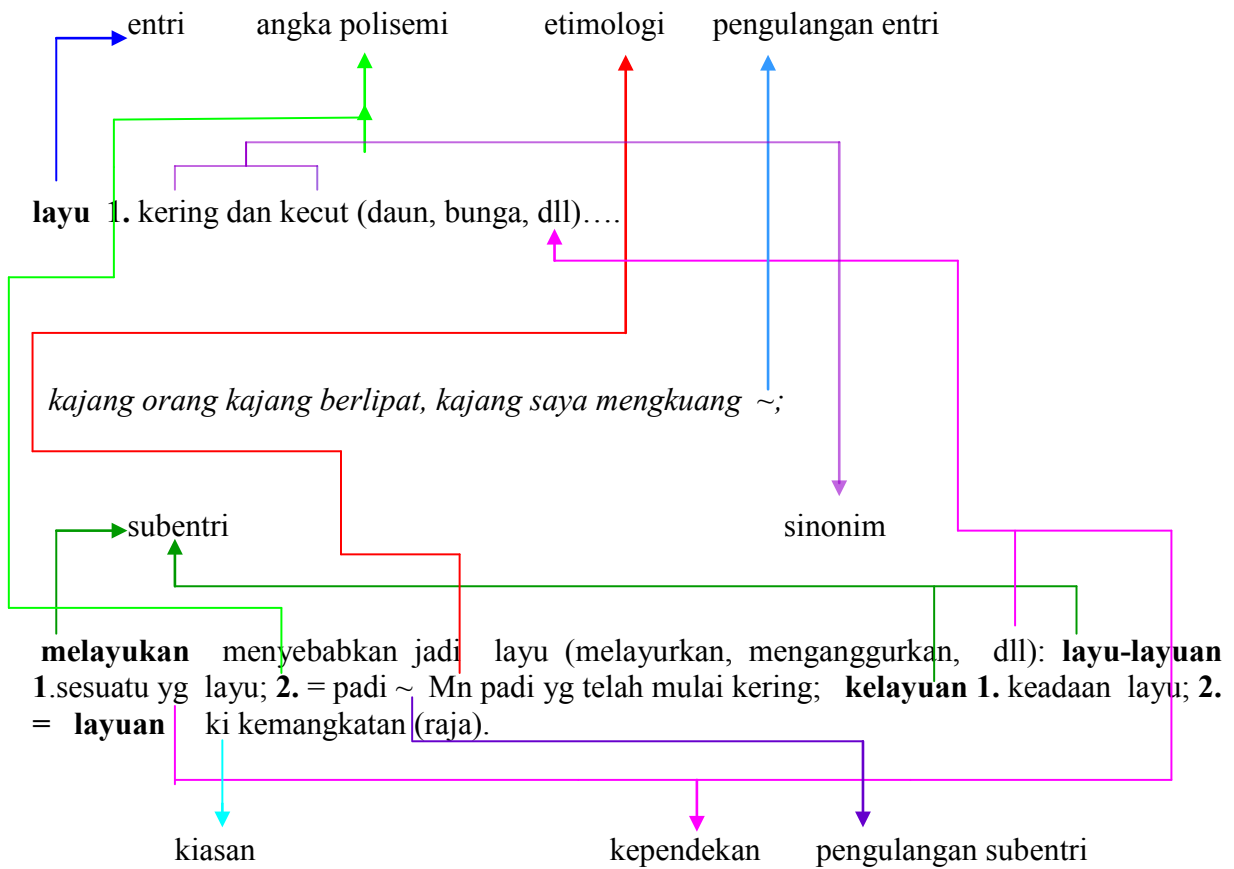 entri angka polisemi etimologi pengulangan entri
layu 1. kering dan kecut (daun, bunga, dll)….
kajang orang kajang berlipat, kajang saya mengkuang ~;
subentri sinonim
melayukan menyebabkan jadi layu (melayurkan, menganggurkan, dll): layu-layuan
1.sesuatu yg layu; 2. = padi ~ Mn padi yg telah mulai kering; kelayuan 1. keadaan layu; 2.
= layuan ki kemangkatan (raja).
kiasan kependekan pengulangan subentri